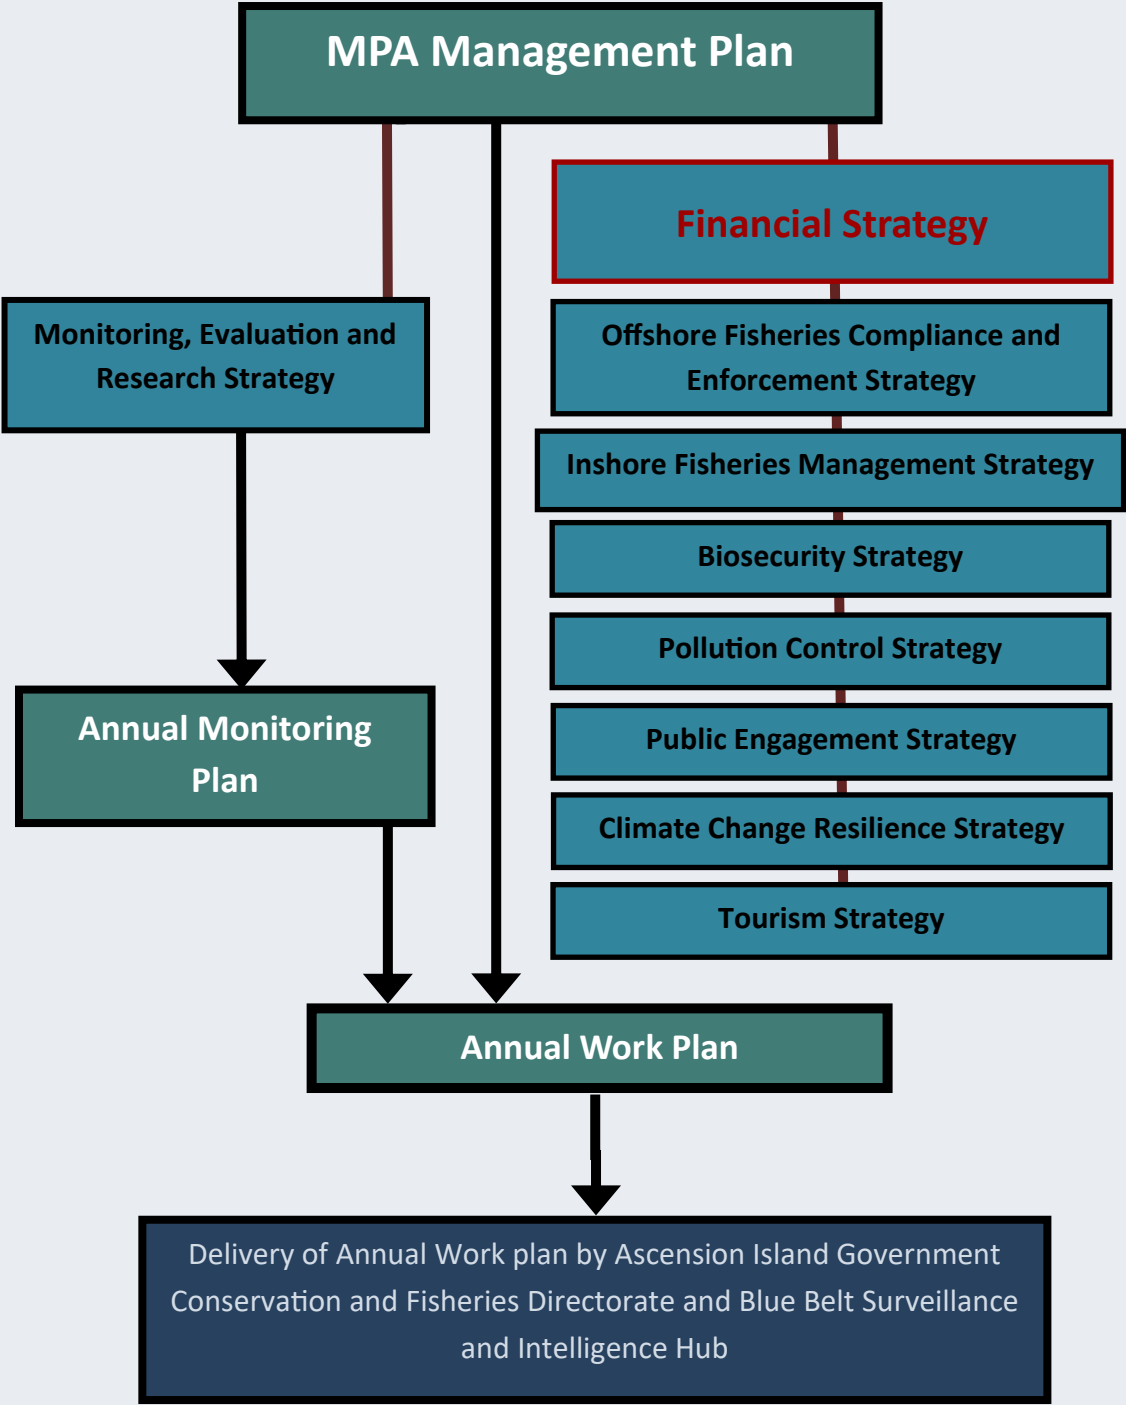 MPA Management Plan
Financial Strategy
Monitoring, Evaluation and
Research Strategy
Offshore Fisheries Compliance and
Enforcement Strategy
Inshore Fisheries Management Strategy
Biosecurity Strategy
Pollution Control Strategy
Annual Monitoring
Plan
Public Engagement Strategy
Climate Change Resilience Strategy
Tourism Strategy
Annual Work Plan
Delivery of Annual Work plan by Ascension Island Government
Conservation and Fisheries Directorate and Blue Belt Surveillance
and Intelligence Hub